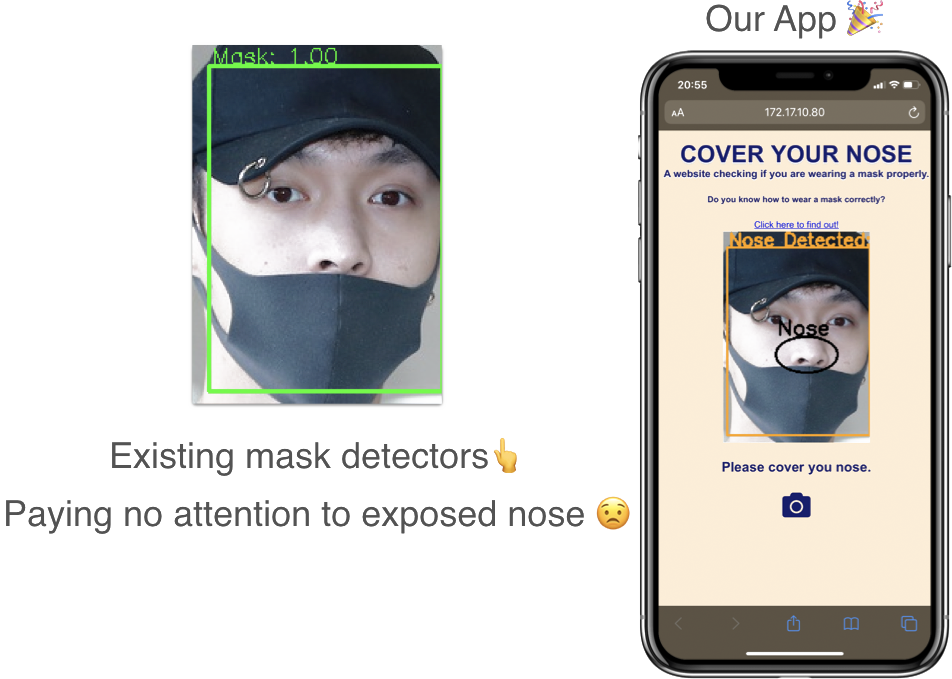 Our App 🎉
Mask: 1.00
20:55
AA
172.17.10.80
COVER YOUR NOSE
A website checking if you are wearing a mask properly.
Do you know how to wear a mask correctly?
Click here to find out!
Nose Detected
Nose
Please cover you nose.
Existing mask detectors👆
Paying no attention to exposed nose 😟